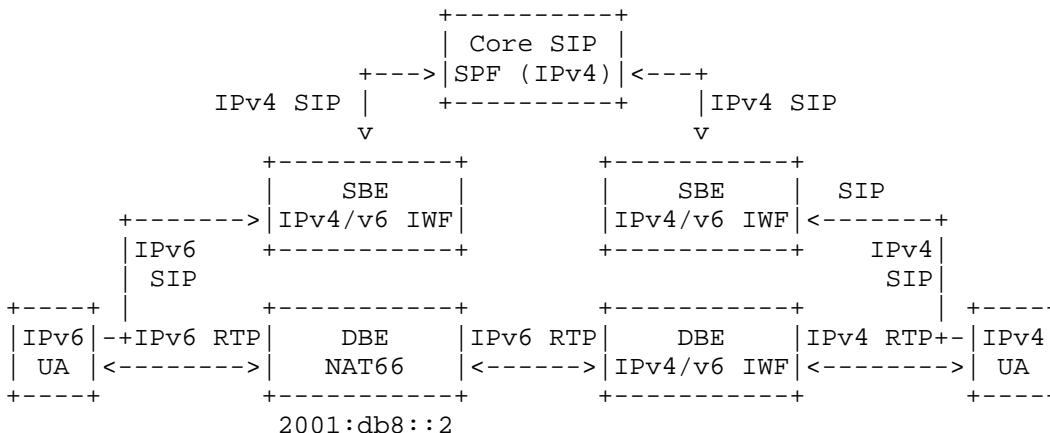 +----------+
| Core SIP |
+--->|SPF (IPv4)|<---+
IPv4 SIP | +----------+ |IPv4 SIP
v v
+-----------+ +-----------+
| SBE | | SBE | SIP
+------->|IPv4/v6 IWF| |IPv4/v6 IWF|<-------+
|IPv6 +-----------+ +-----------+ IPv4|
| SIP SIP|
+----+ | +-----------+ +-----------+ | +----
|IPv6|-+IPv6 RTP| DBE |IPv6 RTP| DBE |IPv4 RTP+-|IPv4
| UA |<-------->| NAT66 |<------>|IPv4/v6 IWF|<-------->| UA
+----+ +-----------+ +-----------+ +----
2001:db8::2